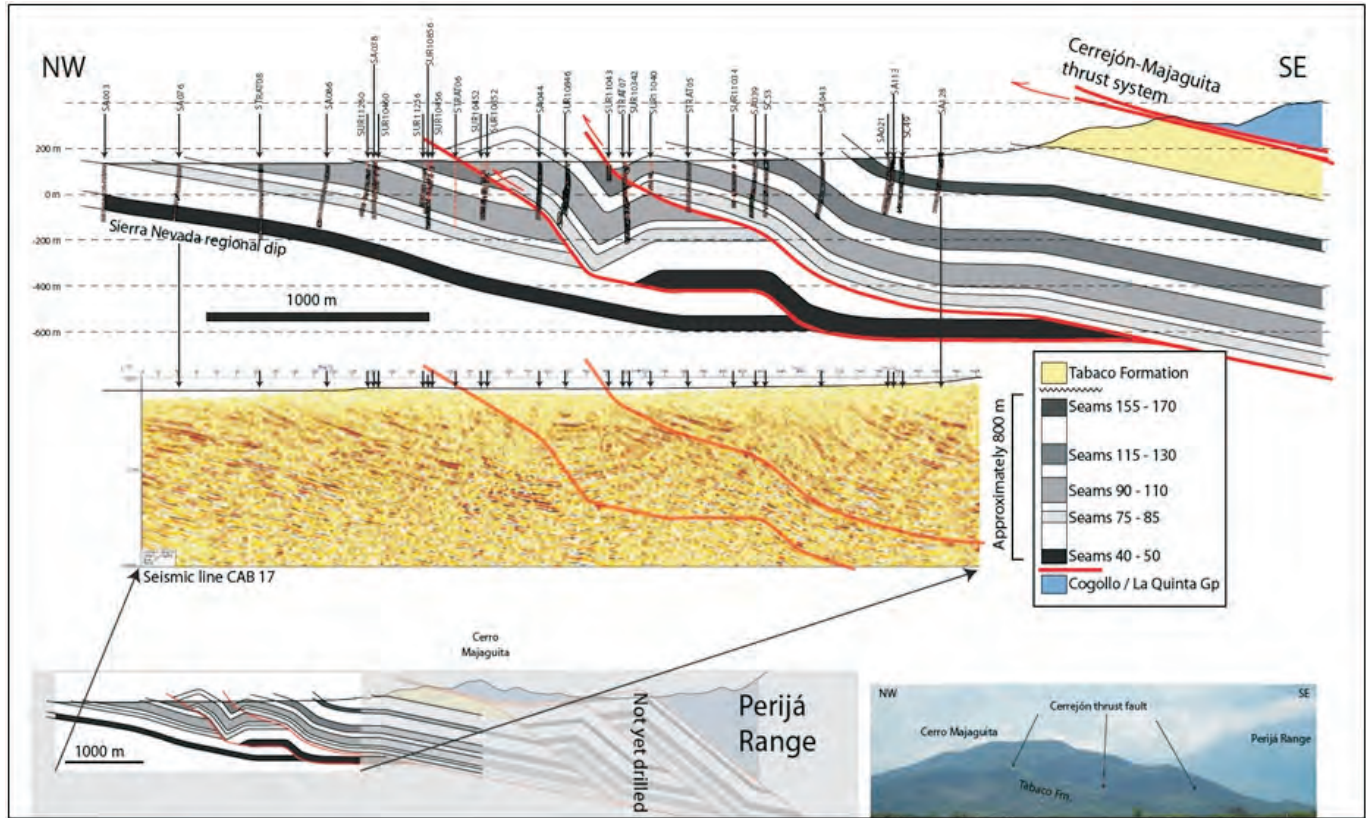 NW
SE
Cerrejón-Majaguita
thrust system
SA003
SA076
STRAT08
SA086
SUR11260
SA038
SUR10460
SUR11256
SUR10856
SUR10456
STRAT06
SUR10452
SUR10852
SA044
SUR10846
SUR11043
STRAT07
SUR10342
SUR11040
STRAT05
SUR11034
SA039
SC53
SA043
SA021
SA113
SC49
SA128
200 m
0 m
-200 m
-400 m
-600 m
Sierra Nevada regional dip
1000 m
Seismic line CAB 17
Approximately 800 m
Tabaco Formation
Seams 155 - 170
Seams 115 - 130
Seams 90 - 110
Seams 75 - 85
Seams 40 - 50
Cogollo / La Quinta Gp
Cerro
Majaguita
Not yet drilled
Perijá
Range
1000 m
NW
SE
Cerrejón thrust fault
Cerro Majaguita
Perijá Range
Tabaco Fm.